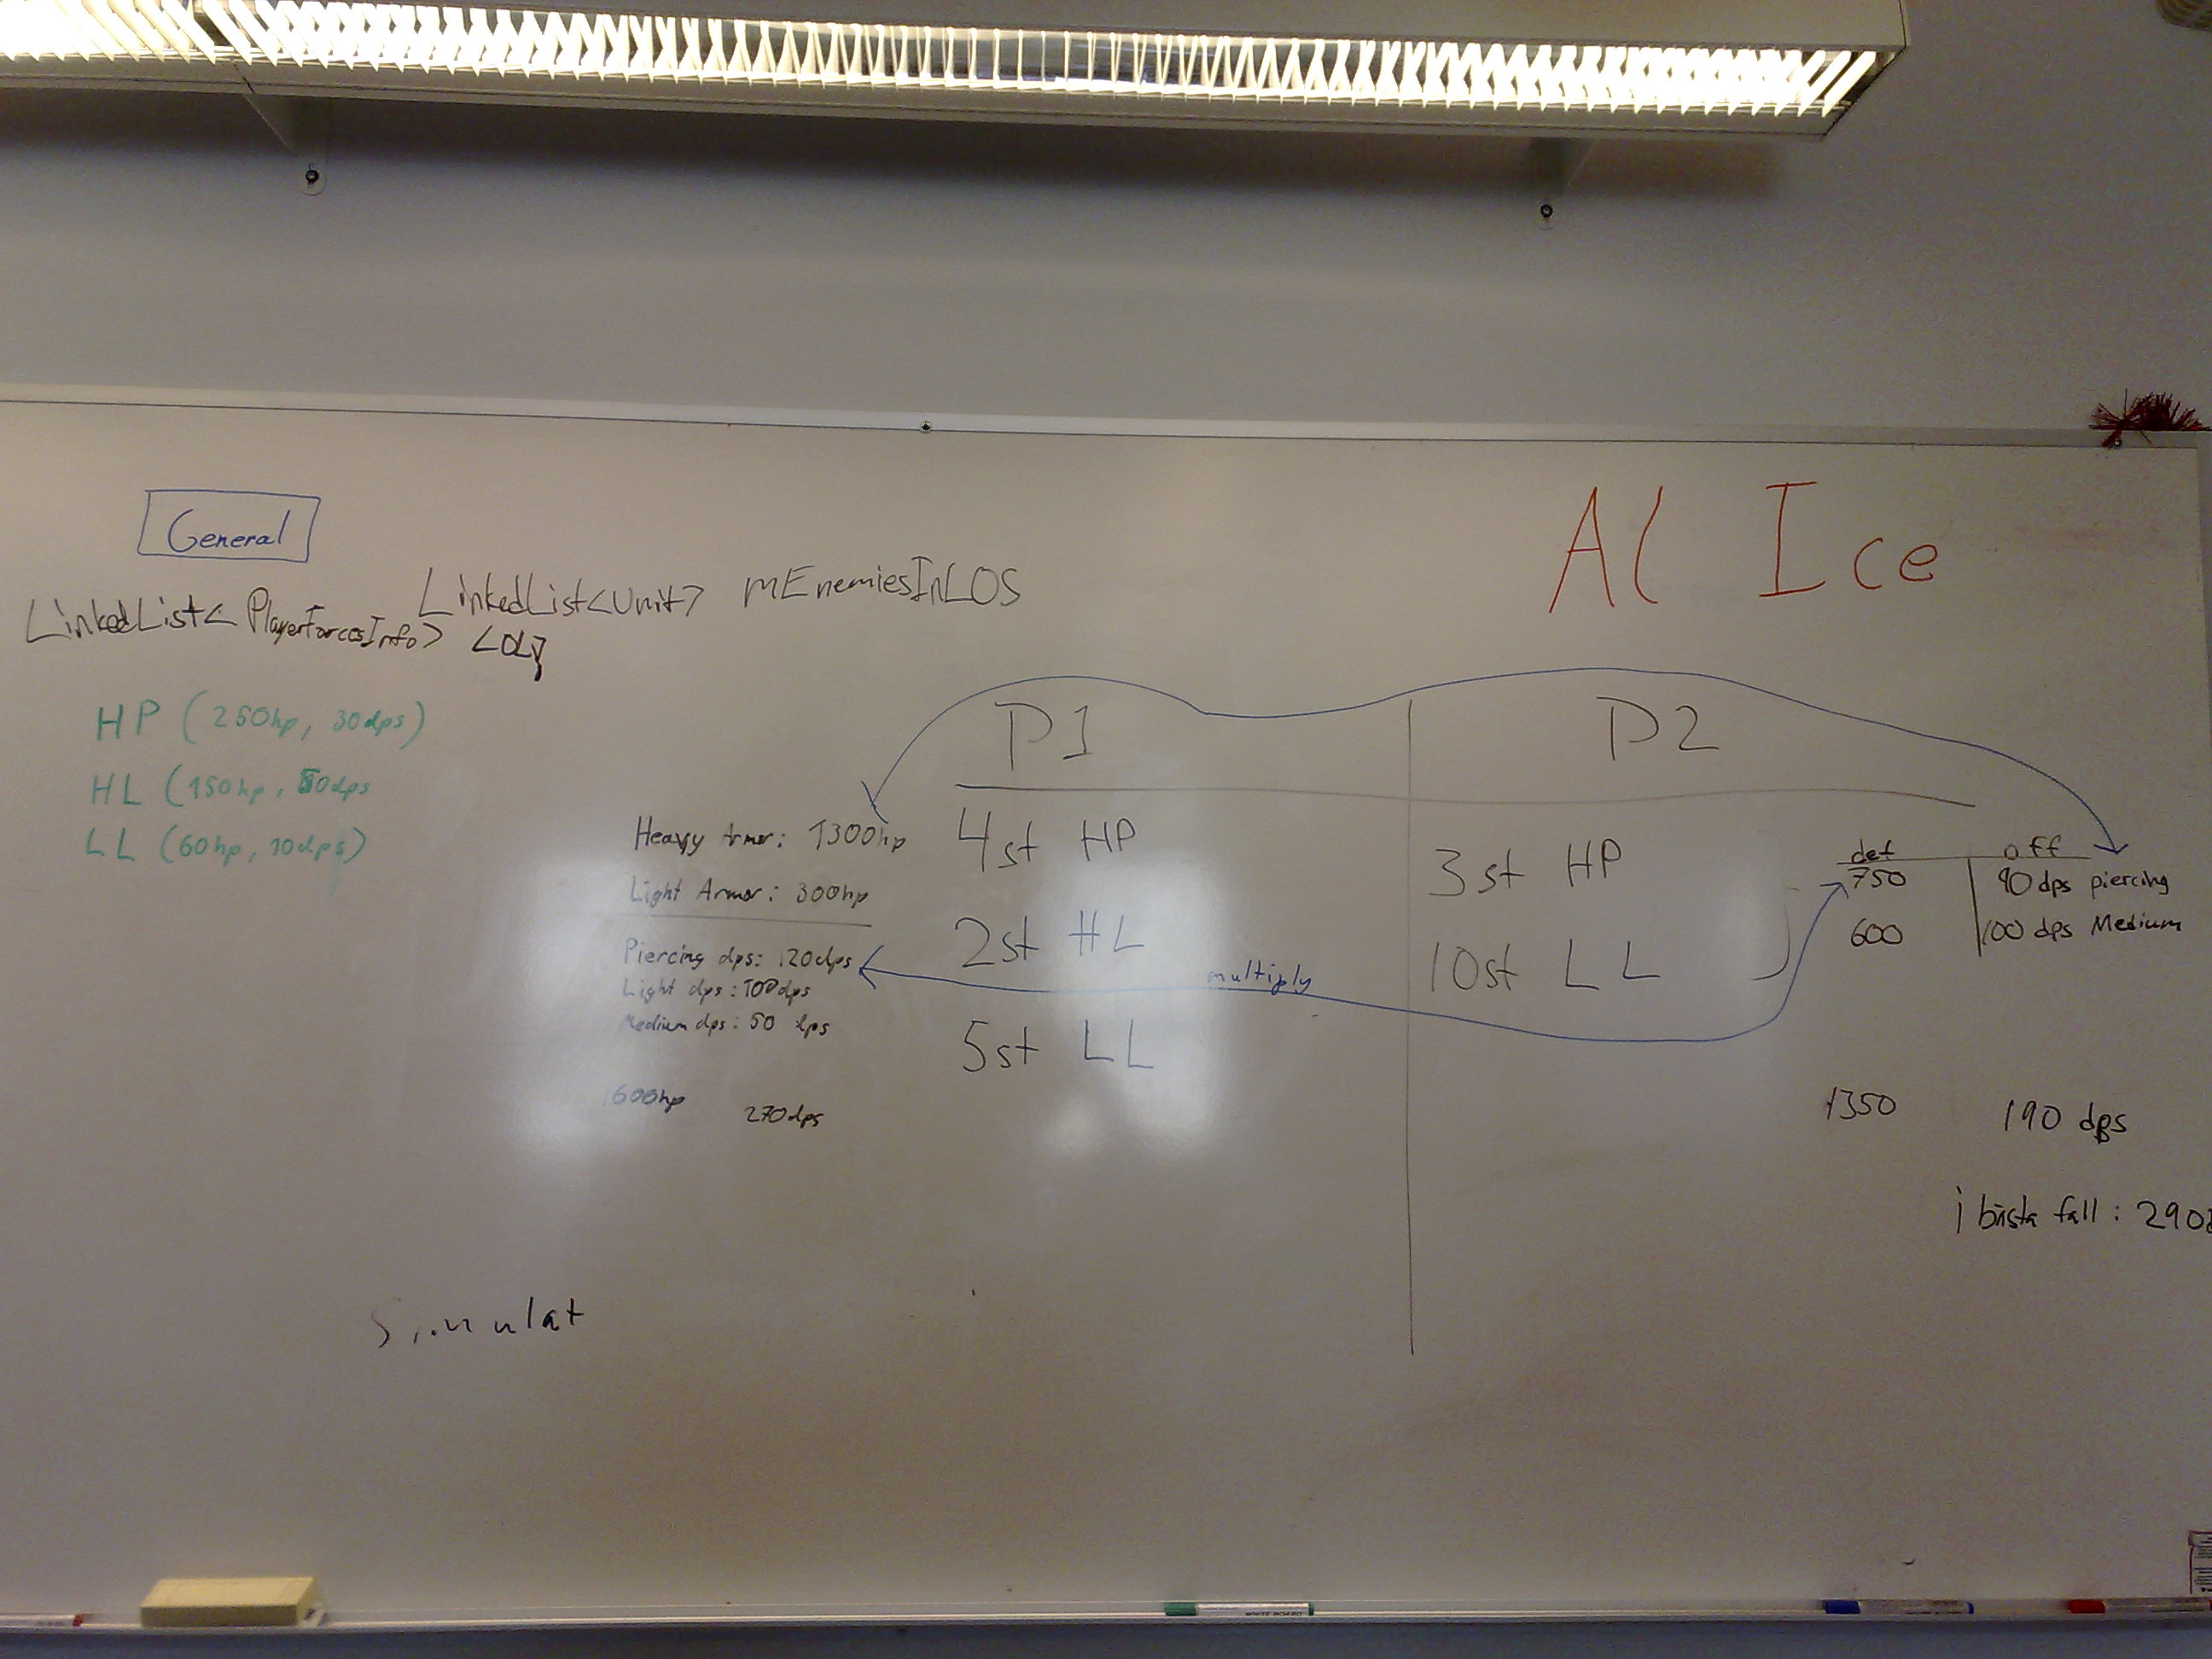 General
LinkedList<Unit> mEnemiesInLOS
LinkedList<PlayerForcesInfo>
HP (250hp, 30dps)
HL (150hp, 50dps
LL (60hp, 10dps)
P1
P2
Heavy Armor: 1300hp
Light Armor: 300hp
Piercing dps: 120dps
Light dps: 100dps
Medium dps: 50 dps
600hp 270dps
4st HP
2st HL
5st LL
multiply
3st HP
10st LL
def off
750 90 dps piercing
600 100 dps Medium
1350 190 dps
i bästa fall: 290
Simulat
Ice